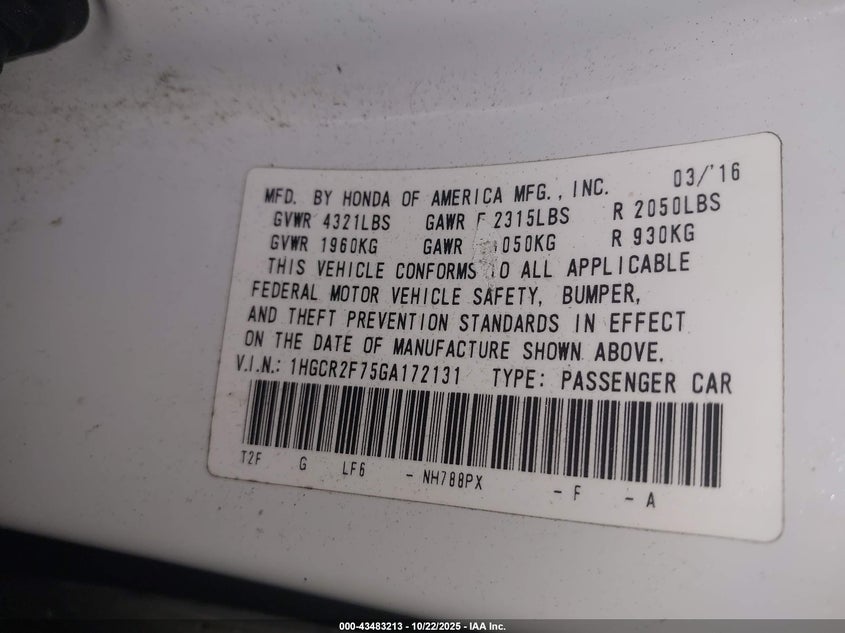 MFD. BY HONDA OF AMERICA MFG., INC. 03/'16
GVWR 4321LBS GAWR F 2315LBS R 2050LBS
GVWR 1960KG GAWR 1050KG R 930KG
THIS VEHICLE CONFORMS TO ALL APPLICABLE
FEDERAL MOTOR VEHICLE SAFETY, BUMPER,
AND THEFT PREVENTION STANDARDS IN EFFECT
ON THE DATE OF MANUFACTURE SHOWN ABOVE.
V.I.N.: 1HGCR2F75GA172131 TYPE: PASSENGER CAR
T2F G LF6 - NH788PX - F - A
000-43483213 - 10/22/2025 - IAA Inc.